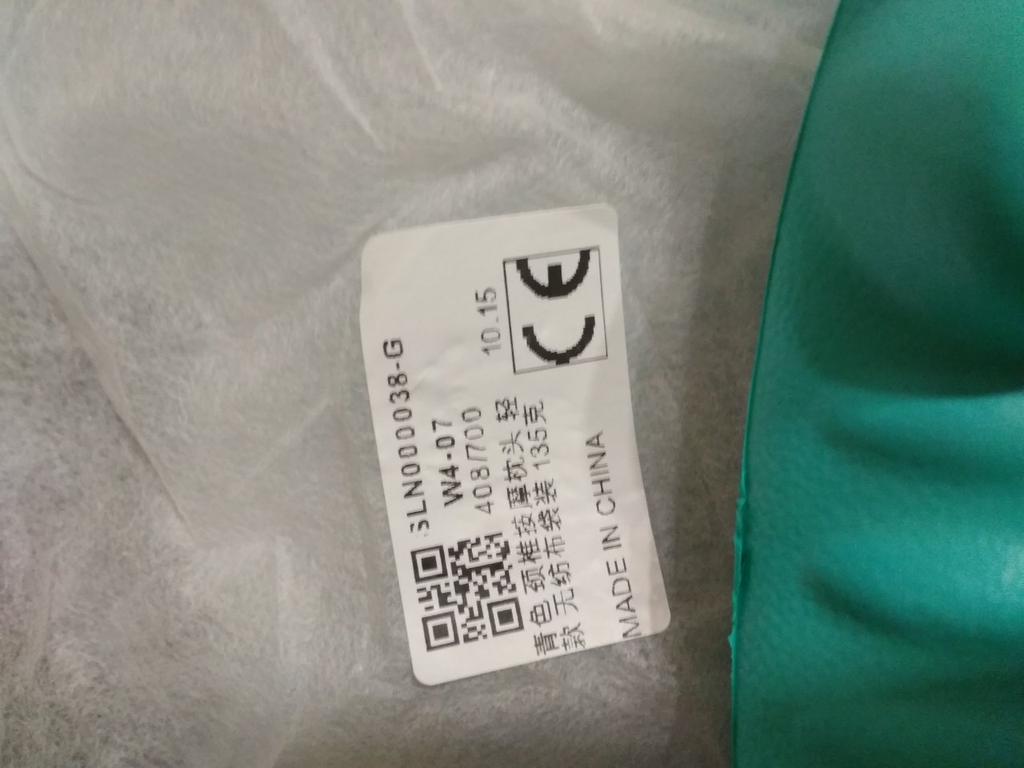 SLN000038-G
W4-07
408/700 10.15
青色 颈椎按摩枕头 轻
款 无纺布袋装 135克
CE
MADE IN CHINA